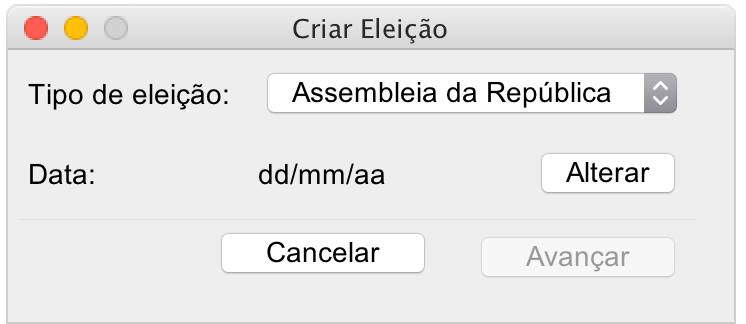 Criar Eleição
Tipo de eleição: Assembleia da República
Data: dd/mm/aa Alterar
Cancelar Avançar